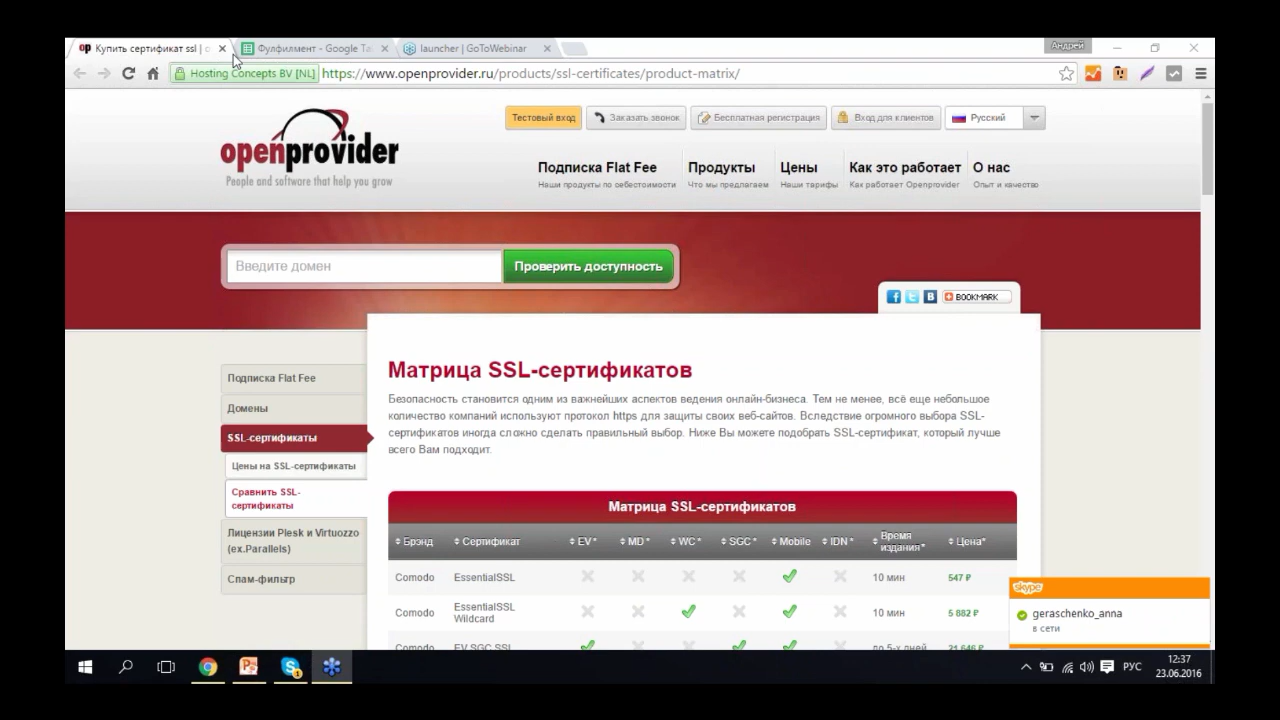 Купить сертификат ssl | o
Фулфилмент - Google Та
launcher | GoToWebinar
Андрей
Hosting Concepts BV [NL]
https://www.openprovider.ru/products/ssl-certificates/product-matrix/
openprovider
People and software that help you grow
Тестовый вход
Заказать звонок
Бесплатная регистрация
Вход для клиентов
Русский
Подписка Flat Fee
Продукты
Цены
Как это работает
О нас
Наши продукты по себестоимости
Что мы предлагаем
Наши тарифы
Как работает Openprovider
Опыт и качество
Введите домен
Проверить доступность
BOOKMARK
Подписка Flat Fee
Домены
SSL-сертификаты
Цены на SSL-сертификаты
Сравнить SSL-
сертификаты
Лицензии Plesk и Virtuozzo
(ex.Parallels)
Спам-фильтр
Матрица SSL-сертификатов
Безопасность становится одним из важнейших аспектов ведения онлайн-бизнеса. Тем не менее, всё еще небольшое
количество компаний используют протокол https для защиты своих веб-сайтов. Вследствие огромного выбора SSL-
сертификатов иногда сложно сделать правильный выбор. Ниже Вы можете подобрать SSL-сертификат, который лучше
всего Вам подходит.
Матрица SSL-сертификатов
Брэнд
Сертификат
EV*
MD*
WC*
SGC*
Mobile
IDN*
Время
издания*
Цена*
Comodo
EssentialSSL
10 мин
547 ₽
Comodo
EssentialSSL
Wildcard
10 мин
5 882 ₽
Comodo
EV SGC SSL
до 5-х дней
21 646 ₽
skype
geraschenko_anna
в сети
РУС
12:37
23.06.2016